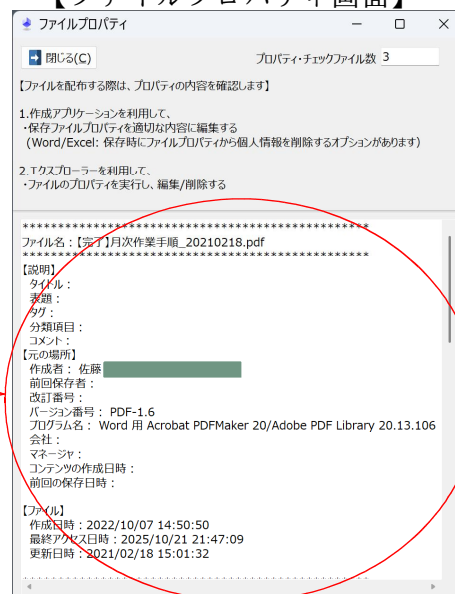 【ファイルプロパティ画面】
ファイルプロパティ
閉じる(C)
プロパティ・チェックファイル数 3
【ファイルを配布する際は、プロパティの内容を確認します】
1.作成アプリケーションを利用して、
・保存ファイルプロパティを適切な内容に編集する
(Word/Excel: 保存時にファイルプロパティから個人情報を削除するオプションがあります)
2.エクスプローラーを利用して、
・ファイルのプロパティを実行し、編集/削除する
**************************************************
ファイル名：【完了】月次作業手順_20210218.pdf
**************************************************
【説明】
タイトル：
表題：
タグ：
分類項目：
コメント：
【元の場所】
作成者： 佐藤
前回保存者：
改訂番号：
バージョン番号： PDF-1.6
プログラム名： Word 用 Acrobat PDFMaker 20/Adobe PDF Library 20.13.106
会社：
マネージャ：
コンテンツの作成日時：
前回の保存日時：
【ファイル】
作成日時：2022/10/07 14:50:50
最終アクセス日時：2025/10/21 21:47:09
更新日時：2021/02/18 15:01:32